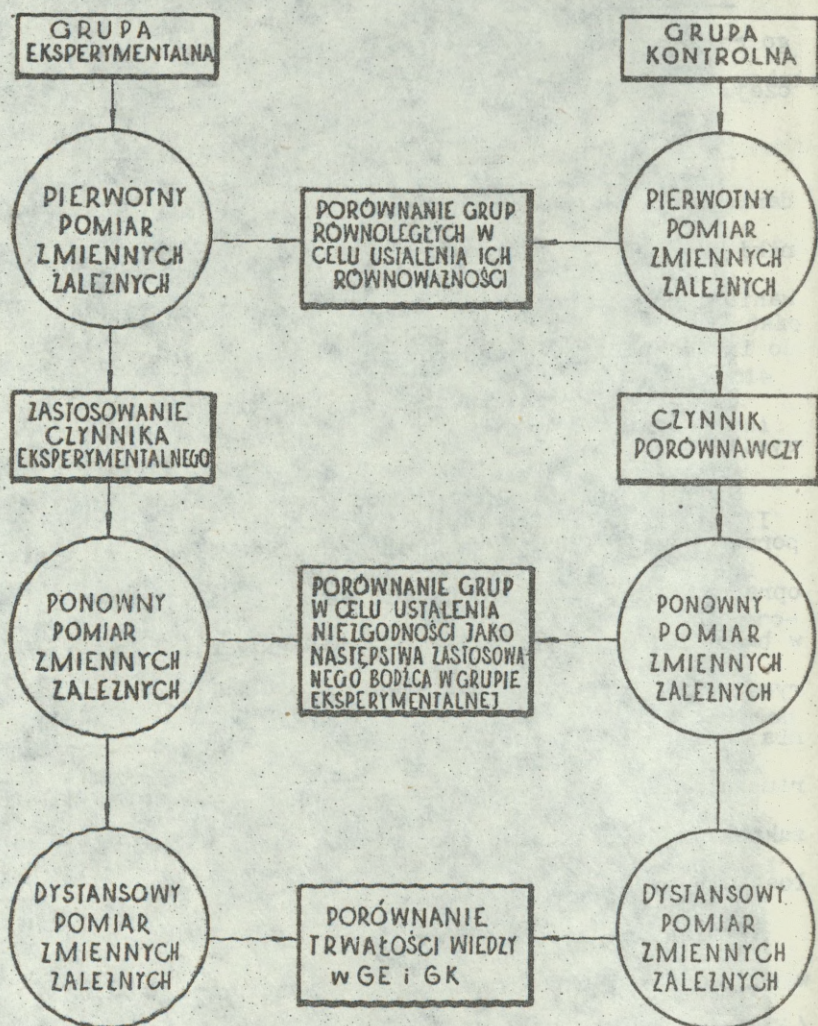 GRUPA
EKSPERYMENTALNA
GRUPA
KONTROLNA
PIERWOTNY
POMIAR
ZMIENNYCH
ZALEŻNYCH
PORÓWNANIE GRUP
RÓWNOLEGŁYCH W
CELU USTALENIA ICH
RÓWNOWAŻNOŚCI
PIERWOTNY
POMIAR
ZMIENNYCH
ZALEŻNYCH
ZASTOSOWANIE
CZYNNIKA
EKSPERYMENTALNEGO
CZYNNIK
PORÓWNAWCZY
PONOWNY
POMIAR
ZMIENNYCH
ZALEŻNYCH
PORÓWNANIE GRUP
W CELU USTALENIA
NIEZGODNOŚCI JAKO
NASTĘPSTWA ZASTOSOWA-
NEGO BODŹCA W GRUPIE
EKSPERYMENTALNEJ
PONOWNY
POMIAR
ZMIENNYCH
ZALEŻNYCH
DYSTANSOWY
POMIAR
ZMIENNYCH
ZALEŻNYCH
PORÓWNANIE
TRWAŁOŚCI WIEDZY
w GE i GK
DYSTANSOWY
POMIAR
ZMIENNYCH
ZALEŻNYCH